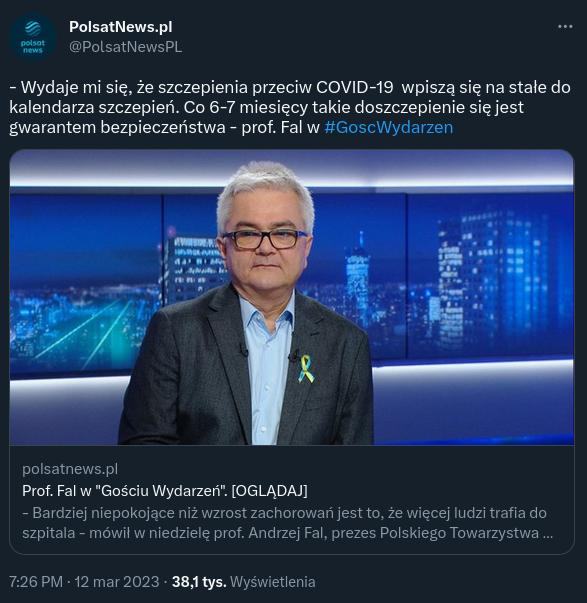 PolsatNews.pl
@PolsatNewsPL
polsat
news
- Wydaje mi się, że szczepienia przeciw COVID-19 wpiszą się na stałe do
kalendarza szczepień. Co 6-7 miesięcy takie doszczepienie się jest
gwarantem bezpieczeństwa - prof. Fal w #GoscWydarzen
polsatnews.pl
Prof. Fal w "Gościu Wydarzeń". [OGLĄDAJ]
- Bardziej niepokojące niż wzrost zachorowań jest to, że więcej ludzi trafia do
szpitala - mówił w niedzielę prof. Andrzej Fal, prezes Polskiego Towarzystwa ...
7:26 PM · 12 mar 2023 · 38,1 tys. Wyświetlenia